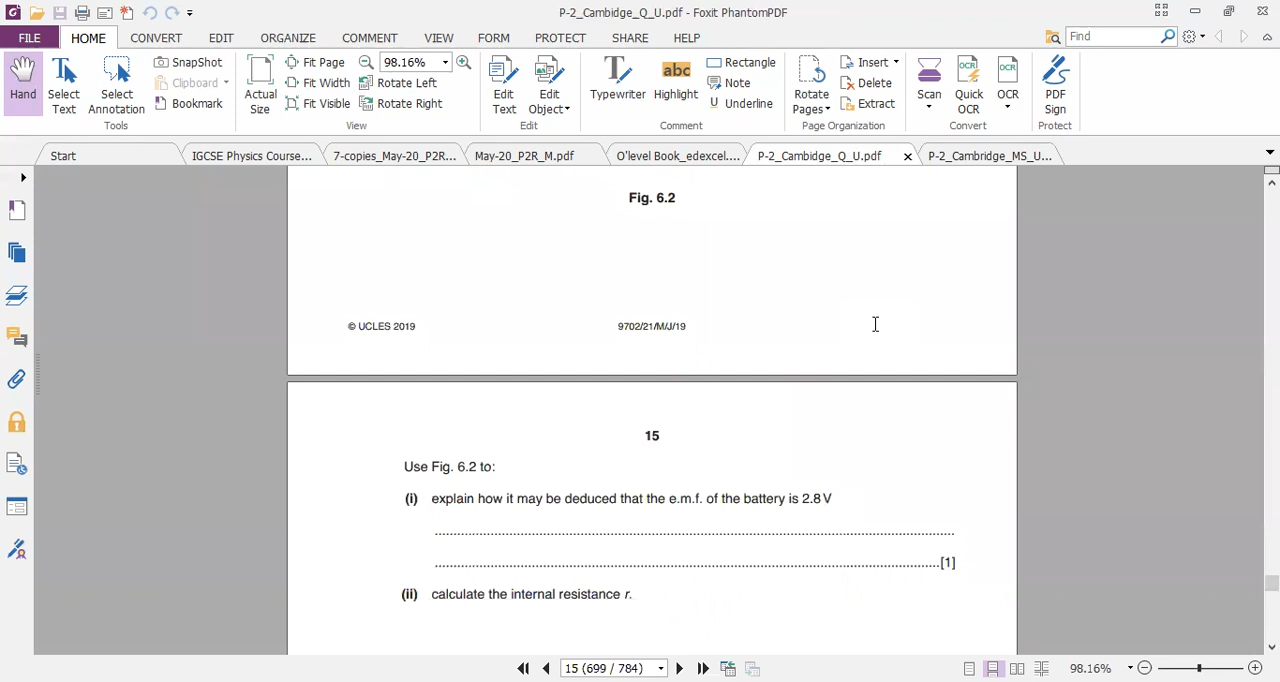 P-2_Cambidge_Q_U.pdf - Foxit PhantomPDF
FILE HOME CONVERT EDIT ORGANIZE COMMENT VIEW FORM PROTECT SHARE HELP Find
Hand
Select Text
Select Annotation
SnapShot
Clipboard
Bookmark
Tools
Actual Size
Fit Page
Fit Width
Fit Visible
98.16%
Rotate Left
Rotate Right
View
Edit Text
Edit Object
Edit
Typewriter
abc
Highlight
Rectangle
Note
U Underline
Comment
Rotate Pages
Insert
Delete
Extract
Page Organization
Scan
OCR
Quick OCR
OCR
OCR
Convert
PDF Sign
Protect
Start IGCSE Physics Course... 7-copies_May-20_P2R... May-20_P2R_M.pdf O'level Book_edexcel.... P-2_Cambidge_Q_U.pdf P-2_Cambridge_MS_U...
Fig. 6.2
© UCLES 2019 9702/21/M/J/19
15
Use Fig. 6.2 to:
(i) explain how it may be deduced that the e.m.f. of the battery is 2.8 V
[1]
(ii) calculate the internal resistance r.
15 (699 / 784) 98.16%